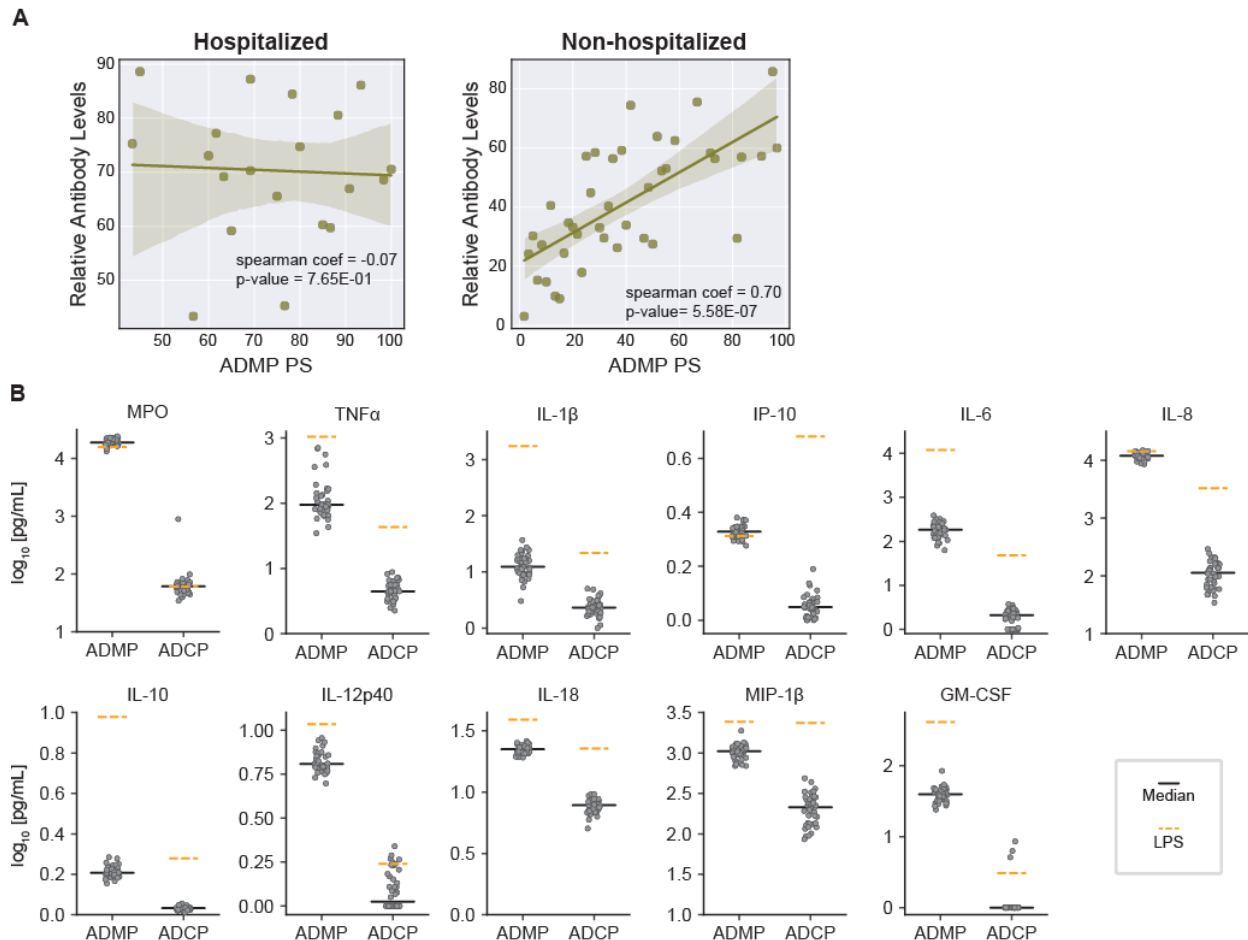 A
Hospitalized
Non-hospitalized
Relative Antibody Levels
90
80
70
60
50
50
60
70
80
90
100
ADMP PS
spearman coef = -0.07
p-value = 7.65E-01
Relative Antibody Levels
80
60
40
20
0
0
20
40
60
80
100
ADMP PS
spearman coef = 0.70
p-value= 5.58E-07
B
MPO
TNFα
IL-1β
IP-10
IL-6
IL-8
log10 [pg/mL]
4
3
2
1
ADMP ADCP
3
2
1
0
ADMP ADCP
3
2
1
0
ADMP ADCP
0.6
0.4
0.2
0.0
ADMP ADCP
4
3
2
1
0
ADMP ADCP
4
3
2
1
ADMP ADCP
IL-10
IL-12p40
IL-18
MIP-1β
GM-CSF
log10 [pg/mL]
1.0
0.8
0.6
0.4
0.2
0.0
ADMP ADCP
1.00
0.75
0.50
0.25
0.00
ADMP ADCP
1.5
1.0
0.5
0.0
ADMP ADCP
3.5
3.0
2.5
2.0
1.5
1.0
ADMP ADCP
2
1
0
ADMP ADCP
Median
LPS